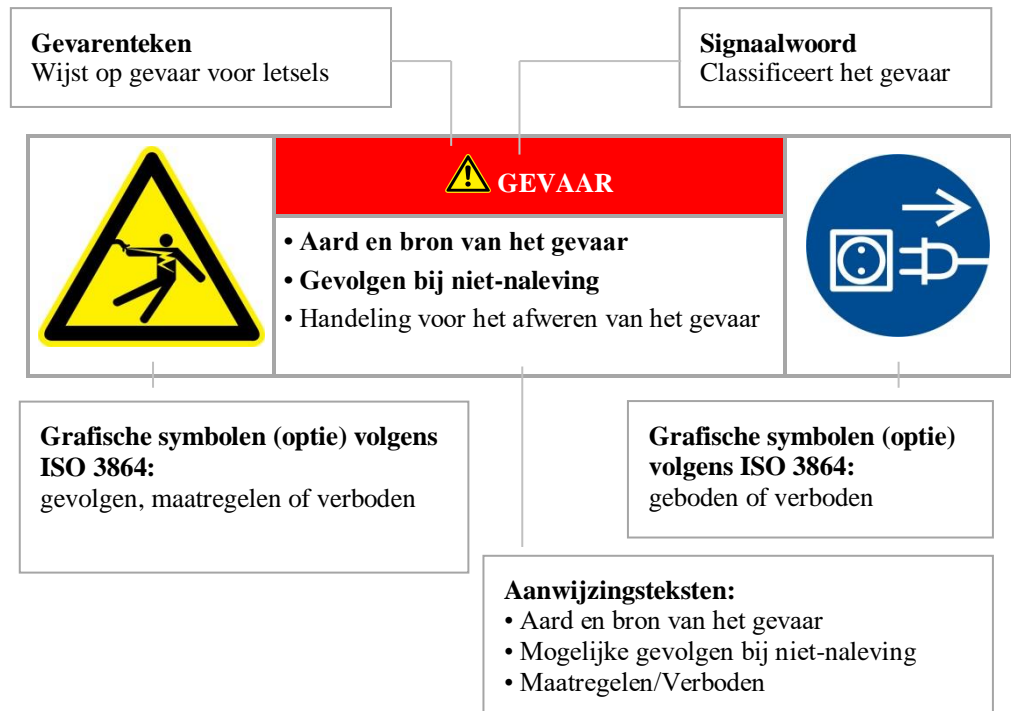 Gevarenteken
Wijst op gevaar voor letsels
Signaalwoord
Classificeert het gevaar
GEVAAR
• Aard en bron van het gevaar
• Gevolgen bij niet-naleving
• Handeling voor het afweren van het gevaar
Grafische symbolen (optie) volgens
ISO 3864:
gevolgen, maatregelen of verboden
Grafische symbolen (optie)
volgens ISO 3864:
geboden of verboden
Aanwijzingsteksten:
• Aard en bron van het gevaar
• Mogelijke gevolgen bij niet-naleving
• Maatregelen/Verboden